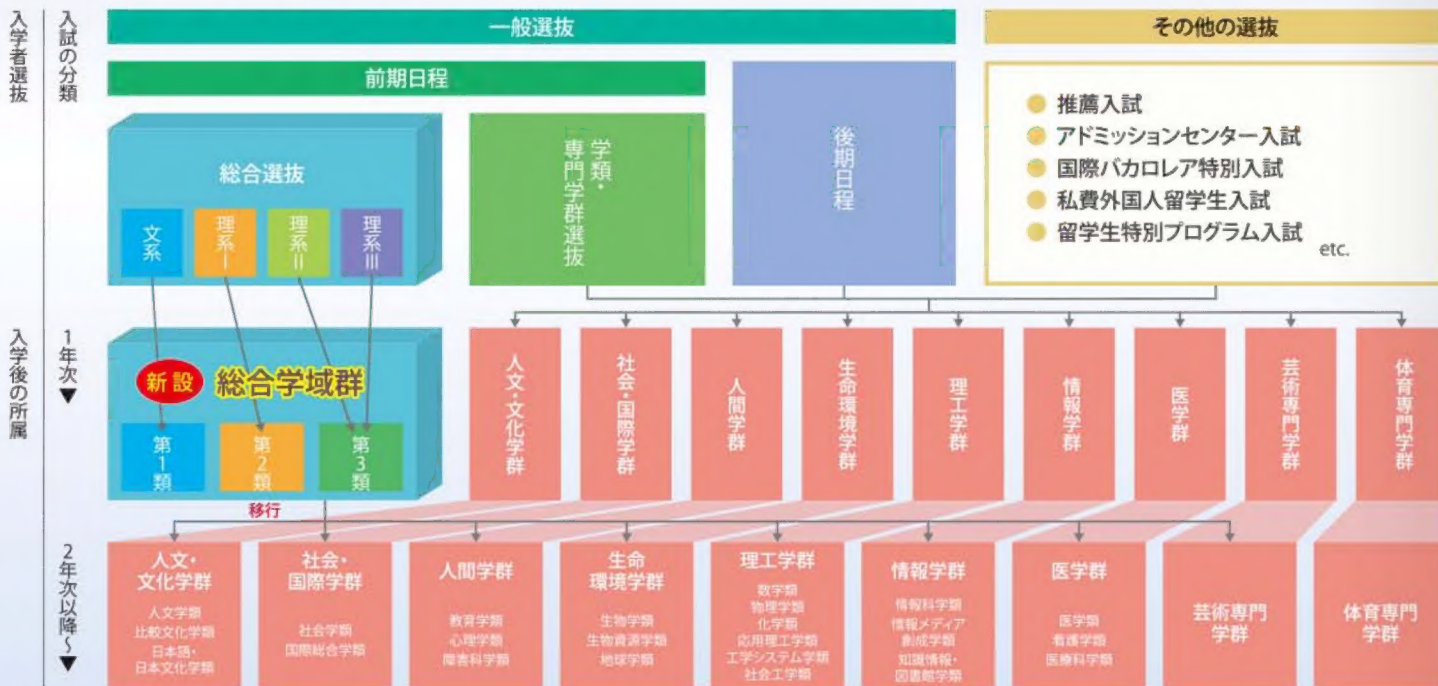 入学者選抜
入試の分類
一般選抜
その他の選抜
前期日程
総合選抜
文系
理系Ⅰ
理系Ⅱ
理系Ⅲ
学類・
専門学群選抜
後期日程
推薦入試
アドミッションセンター入試
国際バカロレア特別入試
私費外国人留学生入試
留学生特別プログラム入試
etc.
入学後の所属
1年次▼
新設
総合学域群
第1類
第2類
第3類
人文・文化学群
社会・国際学群
人間学群
生命環境学群
理工学群
情報学群
医学群
芸術専門学群
体育専門学群
移行
2年次以降~▼
人文・
文化学群
人文学類
比較文化学類
日本語・
日本文化学類
社会・
国際学群
社会学類
国際総合学類
人間学群
教育学類
心理学類
障害科学類
生命
環境学群
生物学類
生物資源学類
地球学類
理工学群
数学類
物理学類
化学類
応用理工学類
工学システム学類
社会工学類
情報学群
情報科学類
情報メディア
創成学類
知識情報・
図書館学類
医学群
医学類
看護学類
医療科学類
芸術専門
学群
体育専門
学群